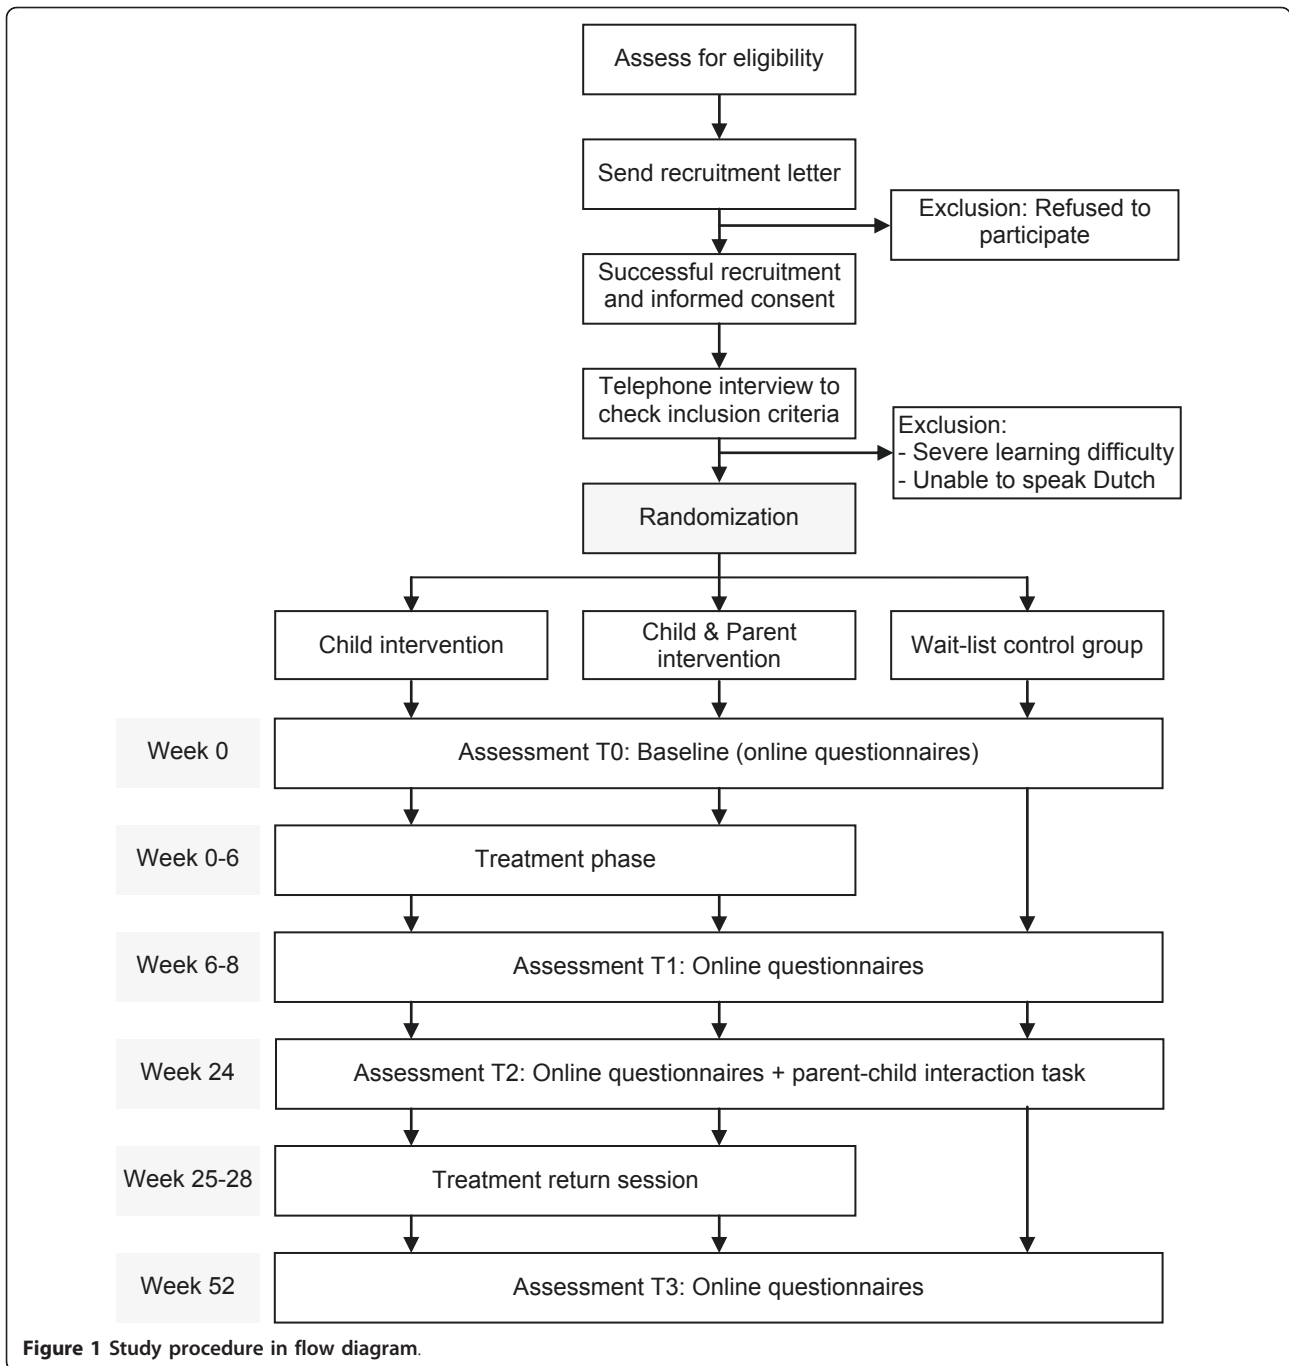 Assess for eligibility
Send recruitment letter
Exclusion: Refused to
participate
Successful recruitment
and informed consent
Telephone interview to
check inclusion criteria
Exclusion:
- Severe learning difficulty
- Unable to speak Dutch
Randomization
Child intervention
Child & Parent
intervention
Wait-list control group
Week 0
Assessment T0: Baseline (online questionnaires)
Week 0-6
Treatment phase
Week 6-8
Assessment T1: Online questionnaires
Week 24
Assessment T2: Online questionnaires + parent-child interaction task
Week 25-28
Treatment return session
Week 52
Assessment T3: Online questionnaires
Figure 1 Study procedure in flow diagram.